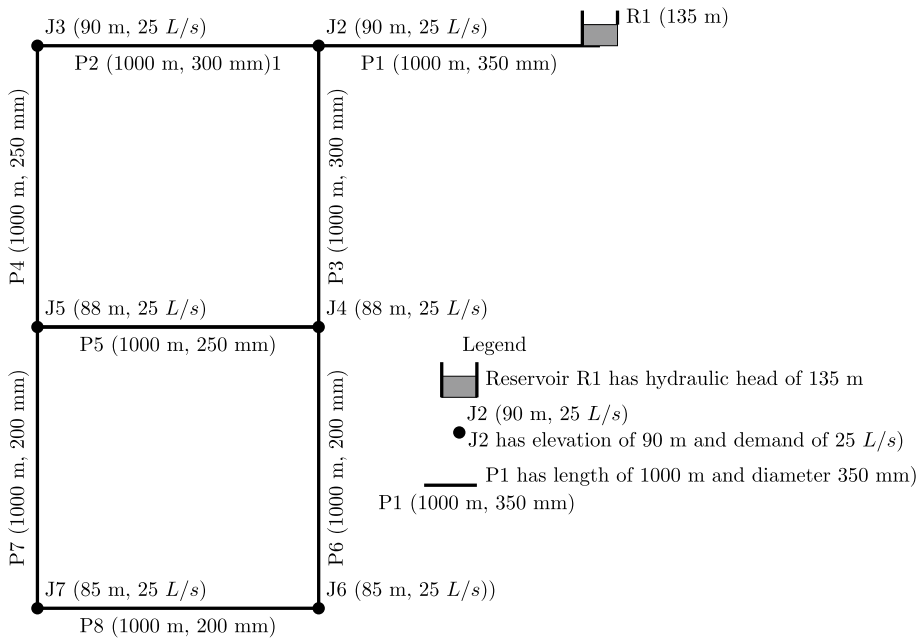 J3 (90 m, 25 L/s)
J2 (90 m, 25 L/s)
R1 (135 m)
P2 (1000 m, 300 mm)1
P1 (1000 m, 350 mm)
P4 (1000 m, 250 mm)
P3 (1000 m, 300 mm)
J5 (88 m, 25 L/s)
J4 (88 m, 25 L/s)
P5 (1000 m, 250 mm)
Legend
Reservoir R1 has hydraulic head of 135 m
J2 (90 m, 25 L/s)
J2 has elevation of 90 m and demand of 25 L/s)
P1 has length of 1000 m and diameter 350 mm)
P1 (1000 m, 350 mm)
P7 (1000 m, 200 mm)
P6 (1000 m, 200 mm)
J7 (85 m, 25 L/s)
J6 (85 m, 25 L/s))
P8 (1000 m, 200 mm)